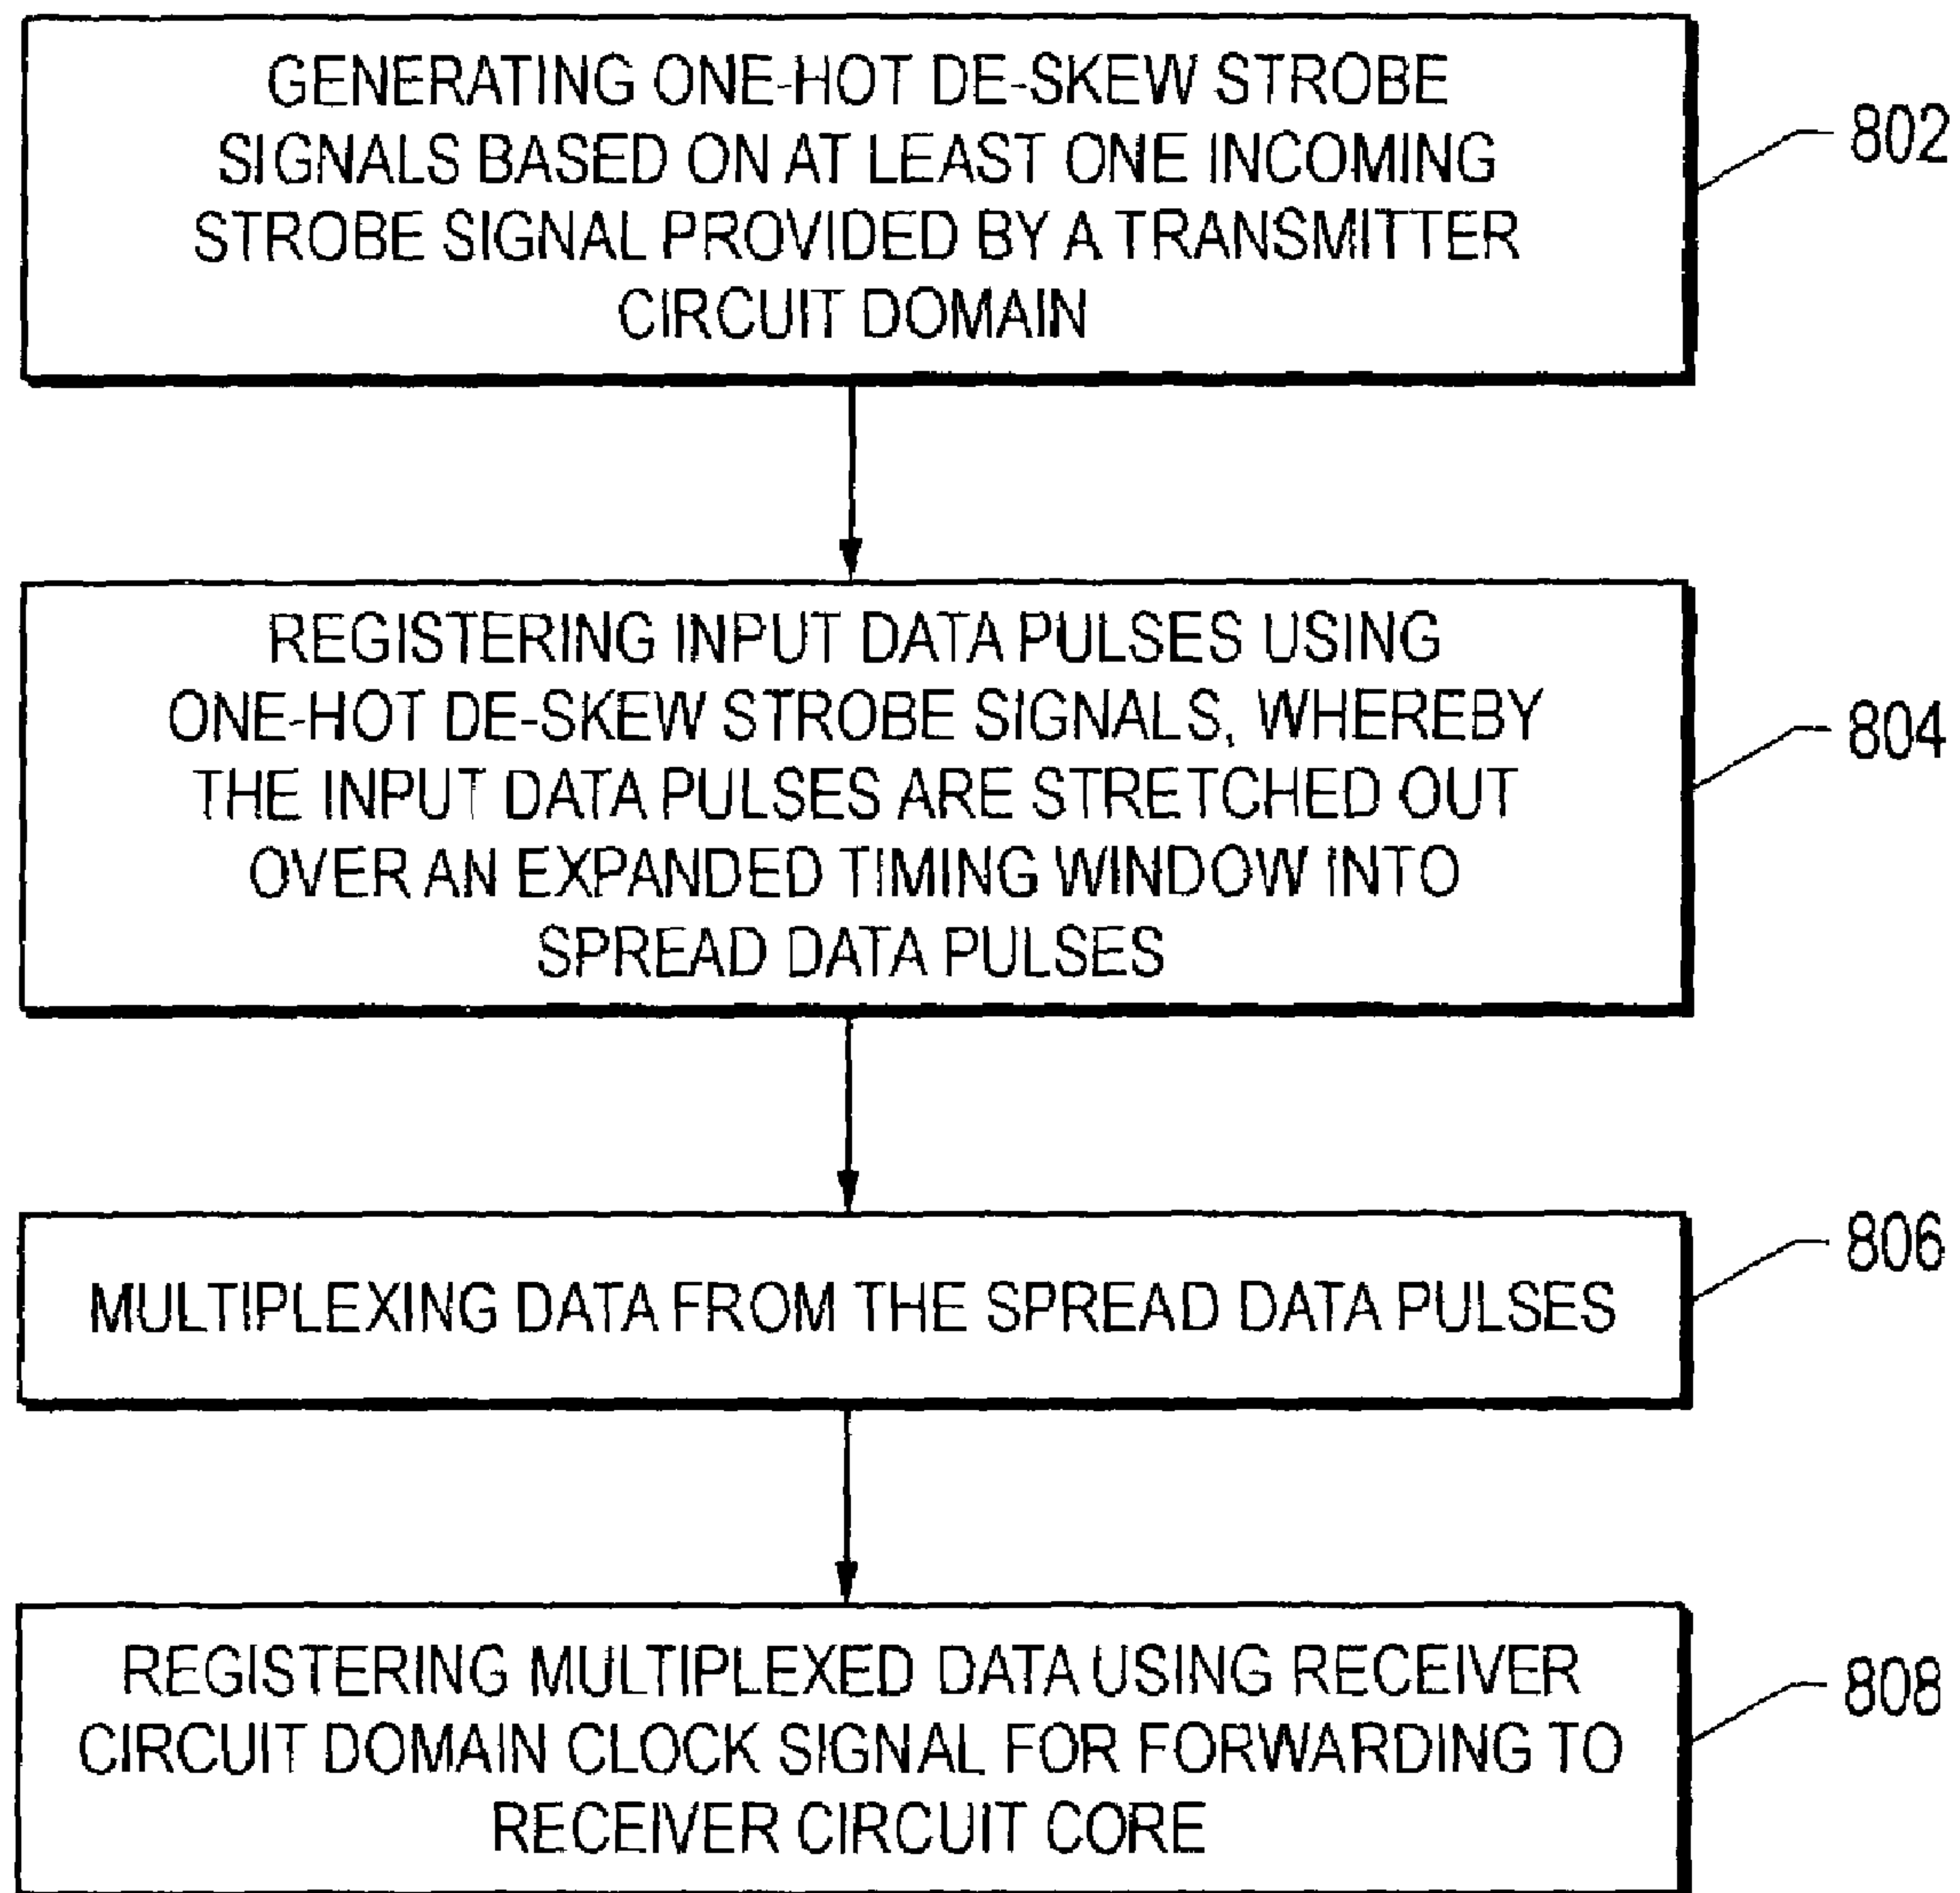 GENERATING ONE-HOT DE-SKEW STROBE
SIGNALS BASED ON AT LEAST ONE INCOMING
STROBE SIGNAL PROVIDED BY A TRANSMITTER
CIRCUIT DOMAIN
802
REGISTERING INPUT DATA PULSES USING
ONE-HOT DE-SKEW STROBE SIGNALS, WHEREBY
THE INPUT DATA PULSES ARE STRETCHED OUT
OVER AN EXPANDED TIMING WINDOW INTO
SPREAD DATA PULSES
804
MULTIPLEXING DATA FROM THE SPREAD DATA PULSES
806
REGISTERING MULTIPLEXED DATA USING RECEIVER
CIRCUIT DOMAIN CLOCK SIGNAL FOR FORWARDING TO
RECEIVER CIRCUIT CORE
808